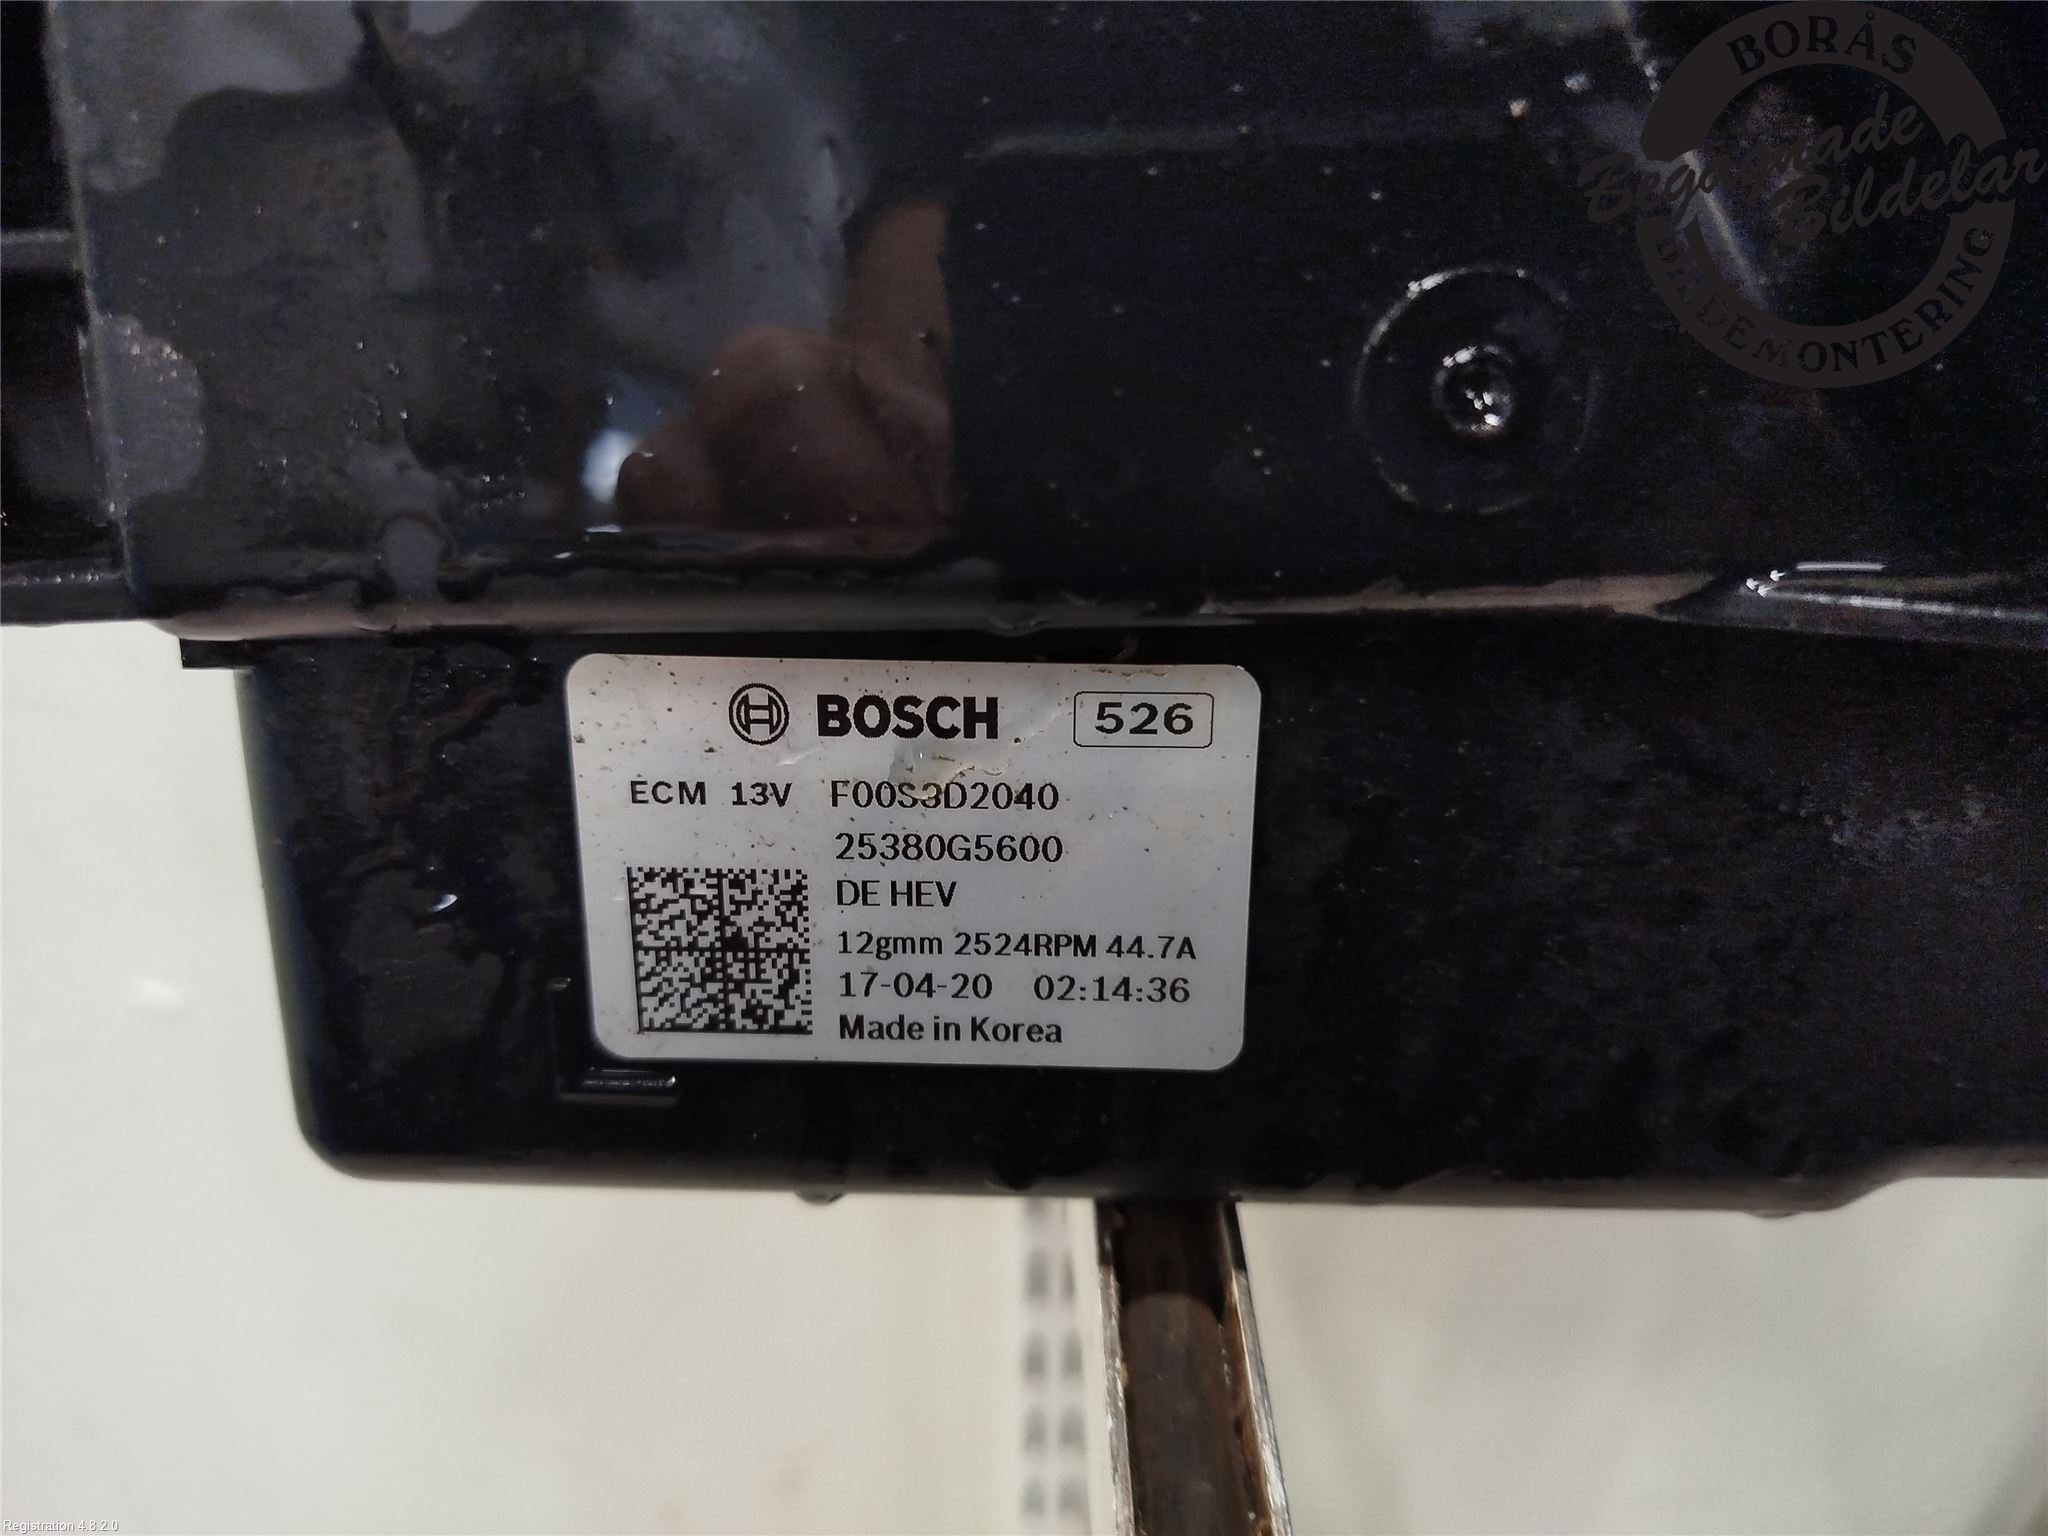 BORÅS
Begagnade
Bildelar
BILDEMONTERING
BOSCH 526
ECM 13V F00S3D2040
25380G5600
DE HEV
12gmm 2524RPM 44.7A
17-04-20 02:14:36
Made in Korea
Registration 4.8.2.0